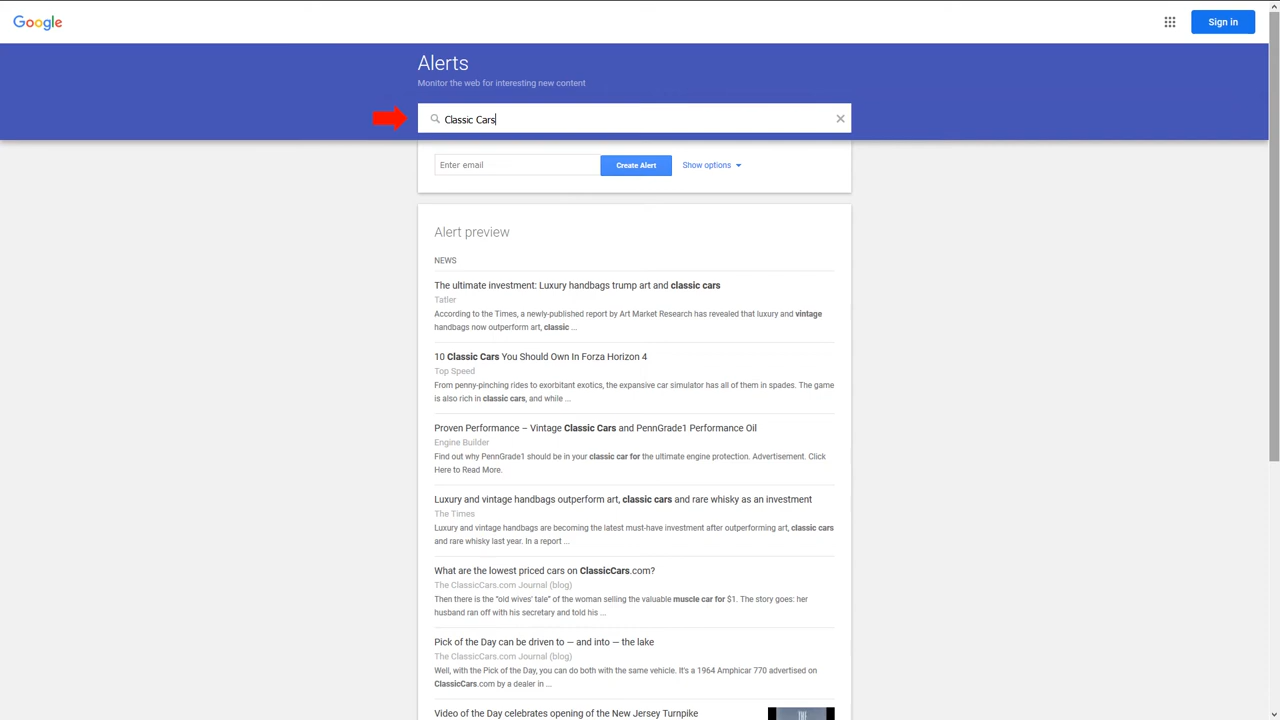 Google
Sign in
Alerts
Monitor the web for interesting new content
Classic Cars
Enter email
Create Alert
Show options
Alert preview
NEWS
The ultimate investment: Luxury handbags trump art and classic cars
Tatler
According to the Times, a newly-published report by Art Market Research has revealed that luxury and vintage
handbags now outperform art, classic ...
10 Classic Cars You Should Own In Forza Horizon 4
Top Speed
From penny-pinching rides to exorbitant exotics, the expansive car simulator has all of them in spades. The game
is also rich in classic cars, and while ...
Proven Performance – Vintage Classic Cars and PennGrade1 Performance Oil
Engine Builder
Find out why PennGrade1 should be in your classic car for the ultimate engine protection. Advertisement. Click
Here to Read More.
Luxury and vintage handbags outperform art, classic cars and rare whisky as an investment
The Times
Luxury and vintage handbags are becoming the latest must-have investment after outperforming art, classic cars
and rare whisky last year. In a report ...
What are the lowest priced cars on ClassicCars.com?
The ClassicCars.com Journal (blog)
Then there is the “old wives' tale” of the woman selling the valuable muscle car for $1. The story goes: her
husband ran off with his secretary and told his ...
Pick of the Day can be driven to — and into — the lake
The ClassicCars.com Journal (blog)
Well, with the Pick of the Day, you can do both with the same vehicle. It's a 1964 Amphicar 770 advertised on
ClassicCars.com by a dealer in ...
Video of the Day celebrates opening of the New Jersey Turnpike